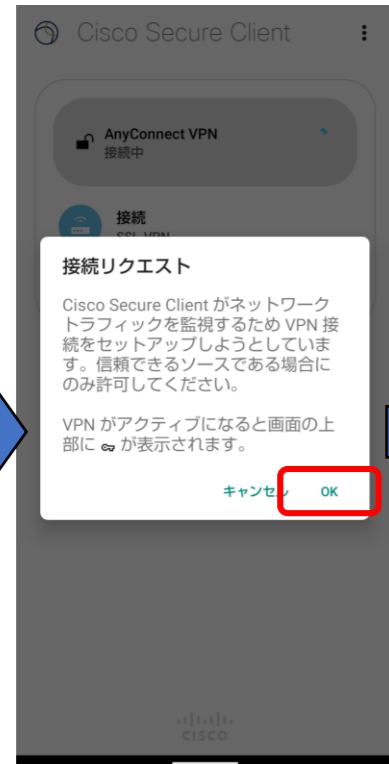 Cisco Secure Client
AnyConnect VPN
接続中
接続
SSL-VPN
接続リクエスト
Cisco Secure Client がネットワーク
トラフィックを監視するため VPN 接
続をセットアップしようとしていま
す。信頼できるソースである場合に
のみ許可してください。
VPN がアクティブになると画面の上
部に が表示されます。
キャンセル OK
CISCO